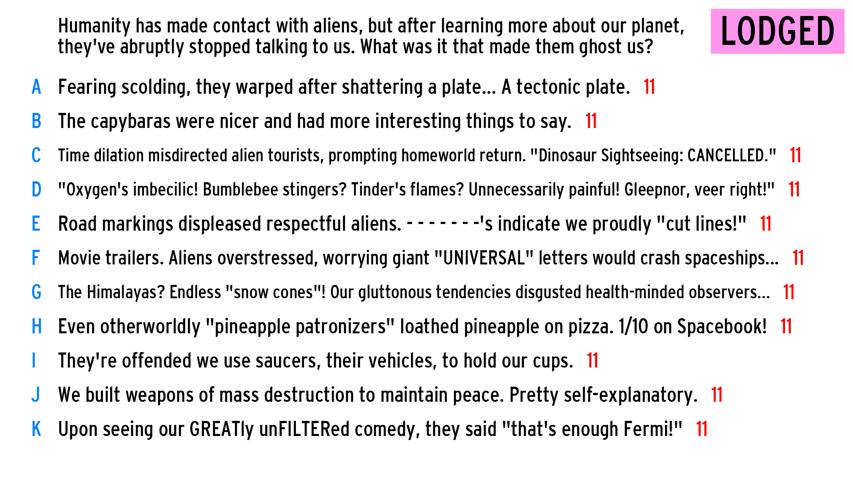 Humanity has made contact with aliens, but after learning more about our planet,
they've abruptly stopped talking to us. What was it that made them ghost us?
LODGED
A Fearing scolding, they warped after shattering a plate... A tectonic plate. 11
B The capybaras were nicer and had more interesting things to say. 11
C Time dilation misdirected alien tourists, prompting homeworld return. "Dinosaur Sightseeing: CANCELLED." 11
D "Oxygen's imbecilic! Bumblebee stingers? Tinder's flames? Unnecessarily painful! Gleepnor, veer right!" 11
E Road markings displeased respectful aliens. - - - - - - -'s indicate we proudly "cut lines!" 11
F Movie trailers. Aliens overstressed, worrying giant "UNIVERSAL" letters would crash spaceships... 11
G The Himalayas? Endless "snow cones"! Our gluttonous tendencies disgusted health-minded observers... 11
H Even otherworldly "pineapple patronizers" loathed pineapple on pizza. 1/10 on Spacebook! 11
I They're offended we use saucers, their vehicles, to hold our cups. 11
J We built weapons of mass destruction to maintain peace. Pretty self-explanatory. 11
K Upon seeing our GREATly unFILTERed comedy, they said "that's enough Fermi!" 11